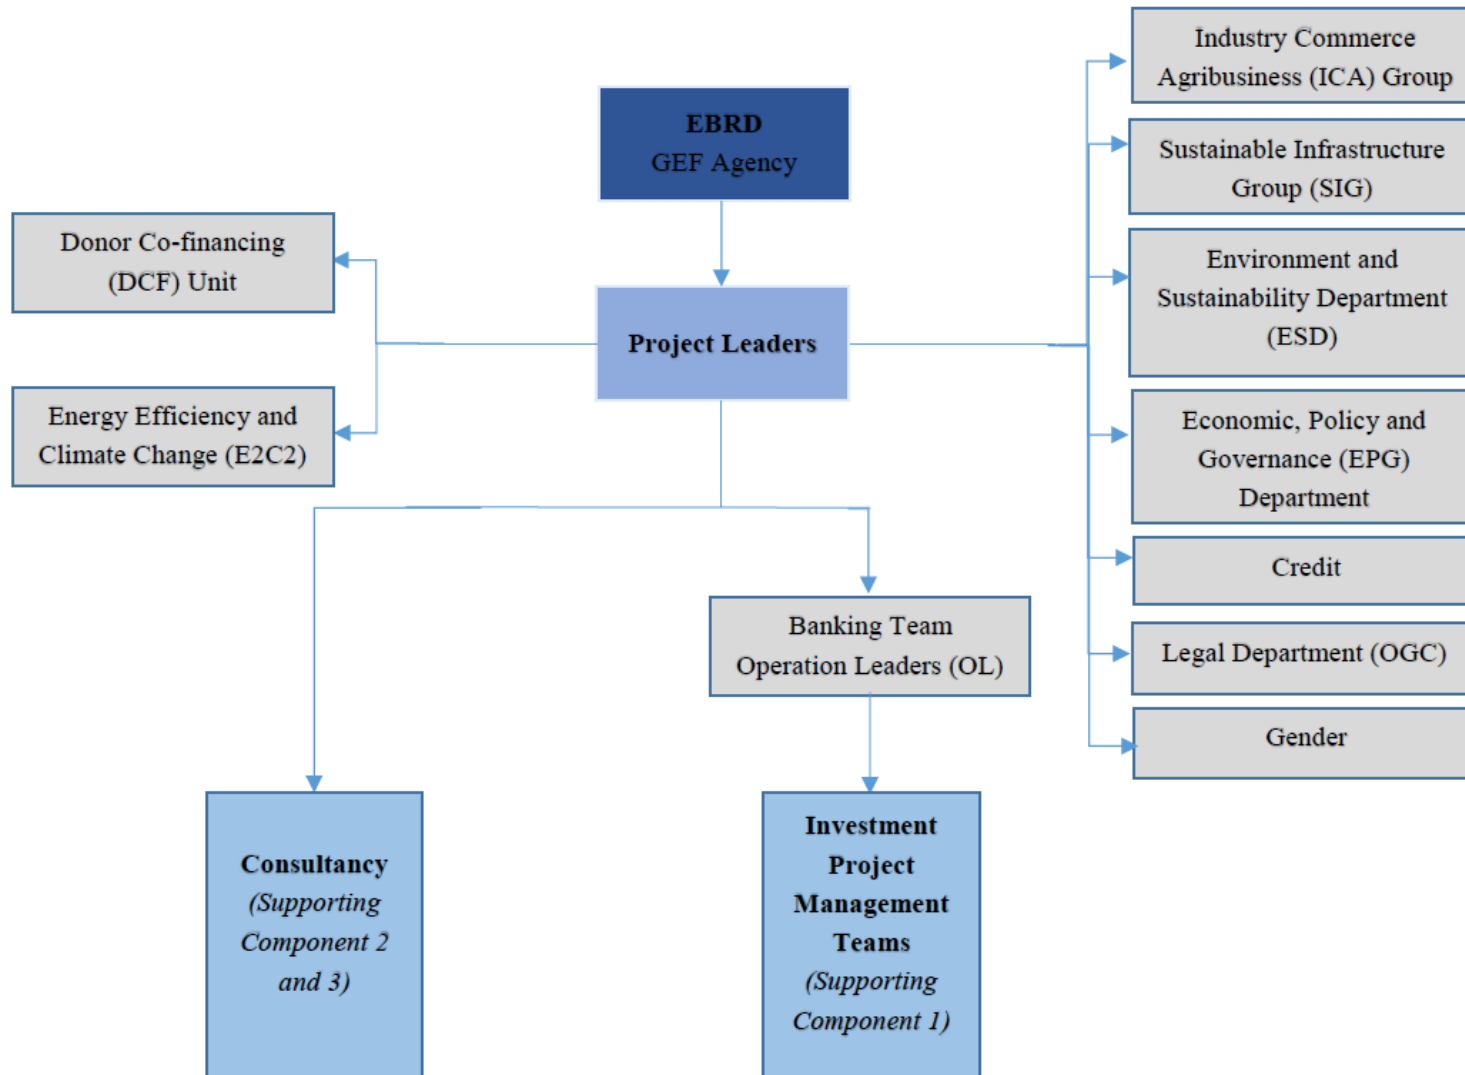 EBRD
GEF Agency
Project Leaders
Donor Co-financing
(DCF) Unit
Energy Efficiency and
Climate Change (E2C2)
Industry Commerce
Agribusiness (ICA) Group
Sustainable Infrastructure
Group (SIG)
Environment and
Sustainability Department
(ESD)
Economic, Policy and
Governance (EPG)
Department
Credit
Legal Department (OGC)
Gender
Banking Team
Operation Leaders (OL)
Consultancy
(Supporting
Component 2
and 3)
Investment
Project
Management
Teams
(Supporting
Component 1)